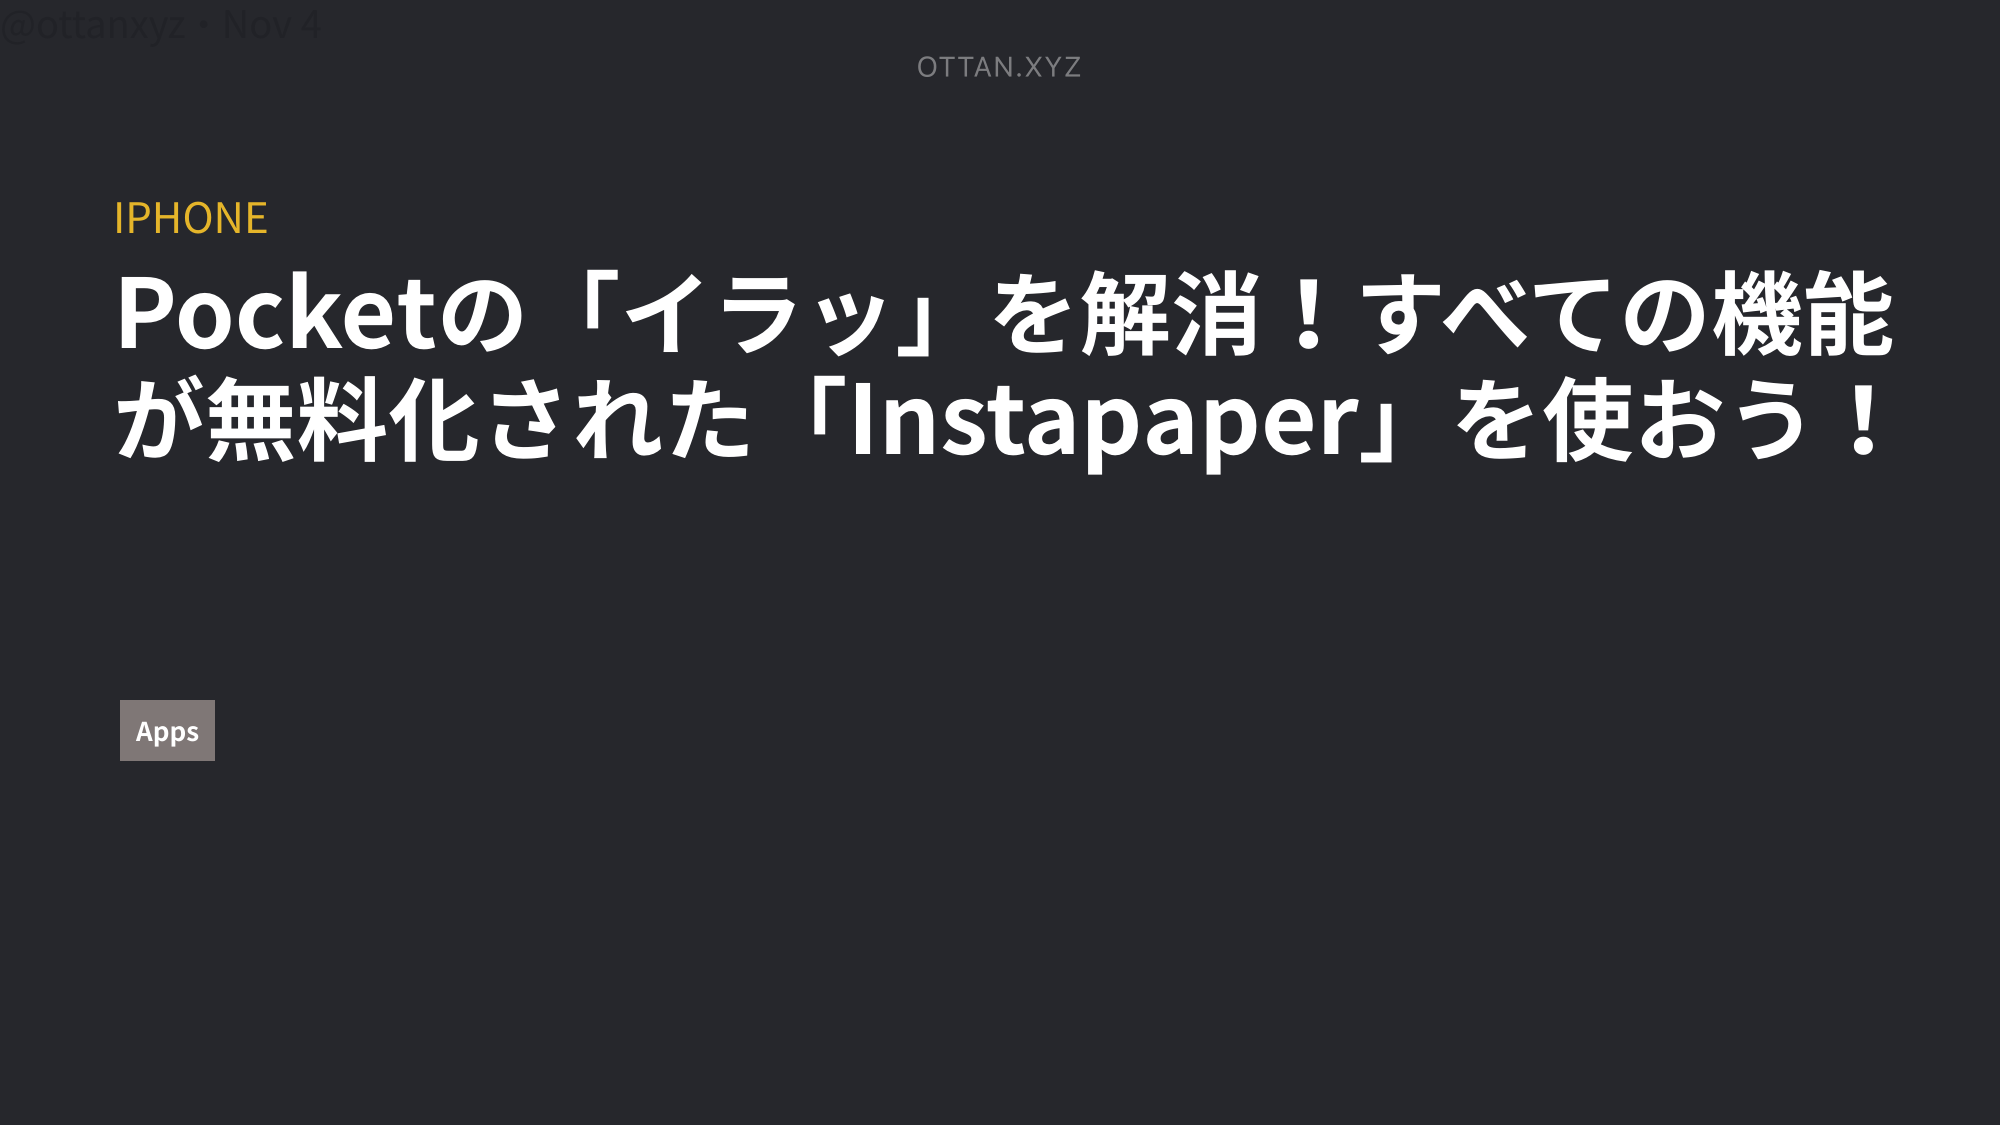 @ottanxyz・Nov 4
OTTAN.XYZ
IPHONE
Pocketの「イラッ」を解消！すべての機能
が無料化された「Instapaper」を使おう！
Apps